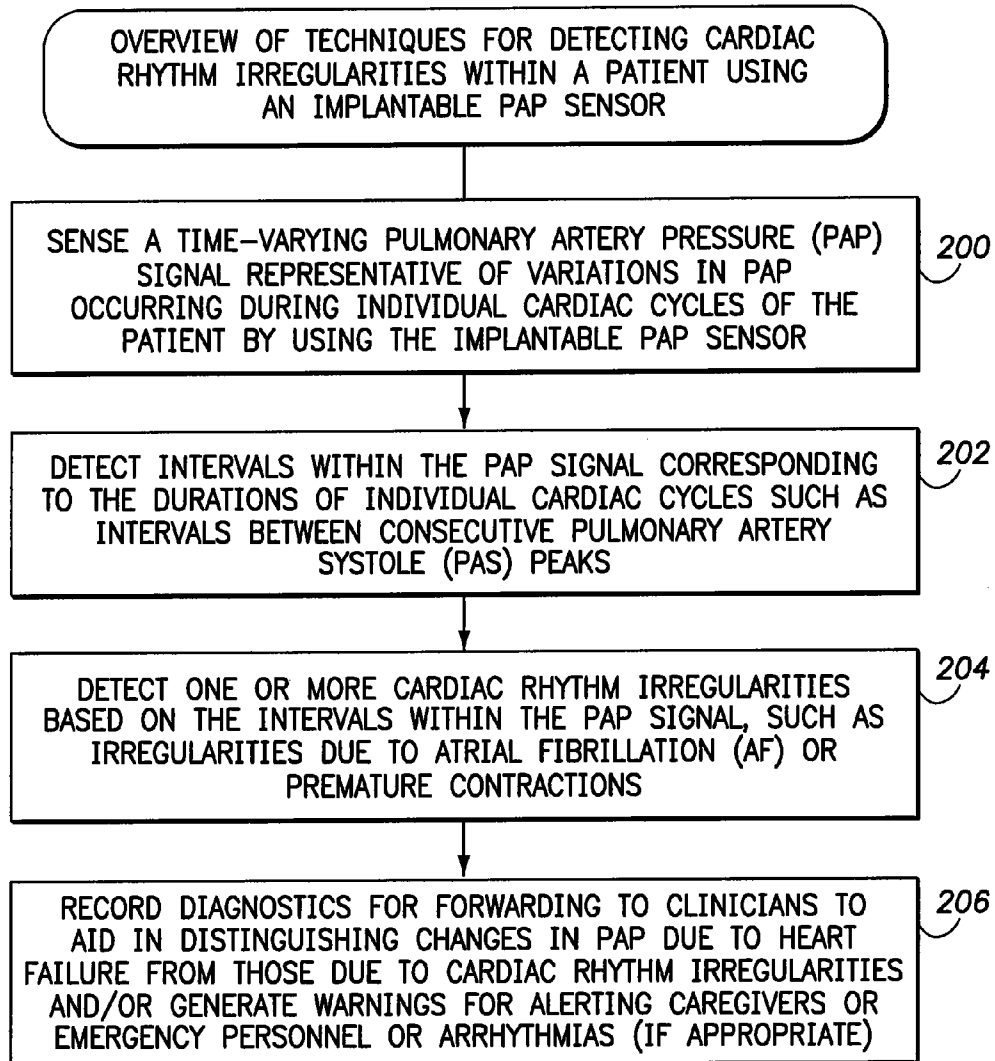 OVERVIEW OF TECHNIQUES FOR DETECTING CARDIAC
RHYTHM IRREGULARITIES WITHIN A PATIENT USING
AN IMPLANTABLE PAP SENSOR
SENSE A TIME-VARYING PULMONARY ARTERY PRESSURE (PAP)
SIGNAL REPRESENTATIVE OF VARIATIONS IN PAP
OCCURRING DURING INDIVIDUAL CARDIAC CYCLES OF THE
PATIENT BY USING THE IMPLANTABLE PAP SENSOR
200
DETECT INTERVALS WITHIN THE PAP SIGNAL CORRESPONDING
TO THE DURATIONS OF INDIVIDUAL CARDIAC CYCLES SUCH AS
INTERVALS BETWEEN CONSECUTIVE PULMONARY ARTERY
SYSTOLE (PAS) PEAKS
202
DETECT ONE OR MORE CARDIAC RHYTHM IRREGULARITIES
BASED ON THE INTERVALS WITHIN THE PAP SIGNAL, SUCH AS
IRREGULARITIES DUE TO ATRIAL FIBRILLATION (AF) OR
PREMATURE CONTRACTIONS
204
RECORD DIAGNOSTICS FOR FORWARDING TO CLINICIANS TO
AID IN DISTINGUISHING CHANGES IN PAP DUE TO HEART
FAILURE FROM THOSE DUE TO CARDIAC RHYTHM IRREGULARITIES
AND/OR GENERATE WARNINGS FOR ALERTING CAREGIVERS OR
EMERGENCY PERSONNEL OR ARRHYTHMIAS (IF APPROPRIATE)
206